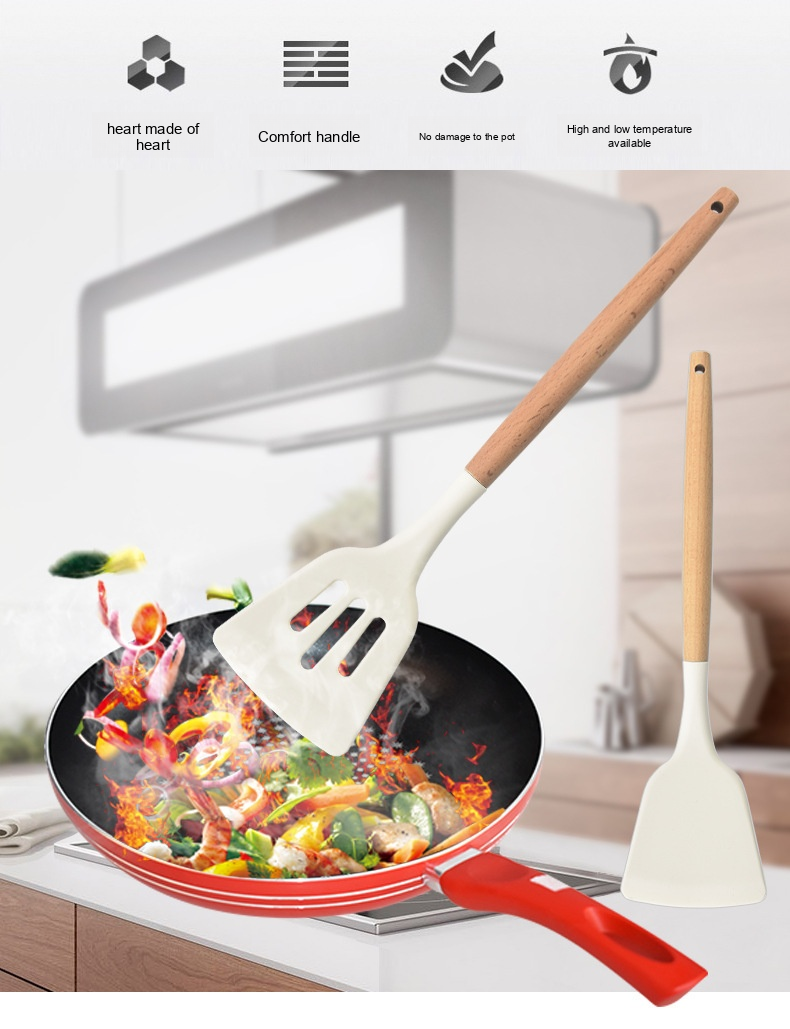 heart made of
heart
Comfort handle
No damage to the pot
High and low temperature
available